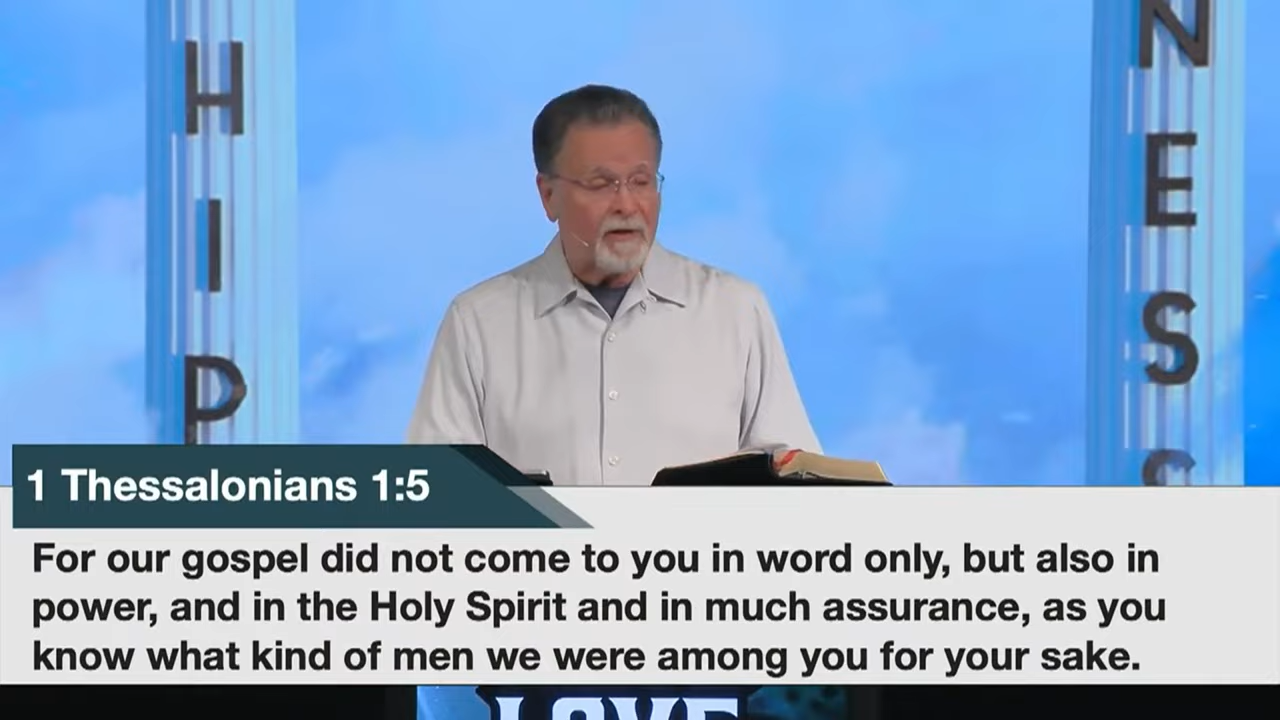 H
I
P
N
E
S
S
1 Thessalonians 1:5
For our gospel did not come to you in word only, but also in
power, and in the Holy Spirit and in much assurance, as you
know what kind of men we were among you for your sake.
LOVE